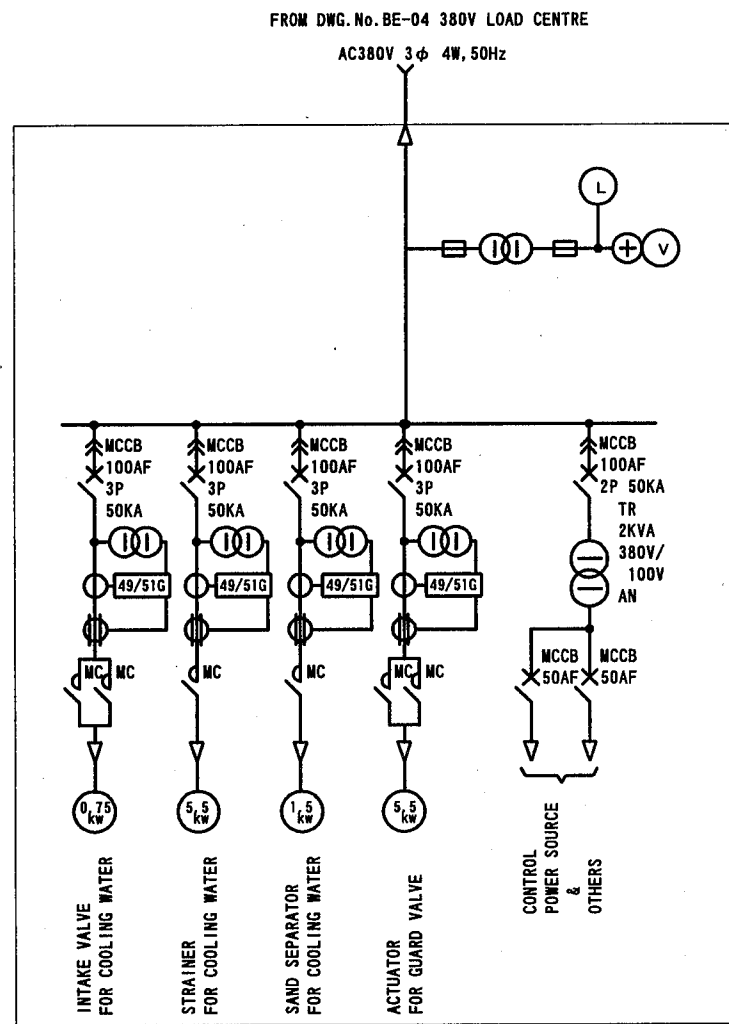 FROM DWG.No.BE-04 380V LOAD CENTRE
AC380V 3φ 4W,50Hz
L
V
MCCB
100AF
3P
50KA
MCCB
100AF
3P
50KA
MCCB
100AF
3P
50KA
MCCB
100AF
3P
50KA
MCCB
100AF
2P 50KA
TR
2KVA
380V/
100V
AN
49/51G
49/51G
49/51G
49/51G
MC
MC
MC
MC
MC
MC
MCCB
50AF
MCCB
50AF
0.75
kw
5.5
kw
1.5
kw
5.5
kw
INTAKE VALVE
FOR COOLING WATER
STRAINER
FOR COOLING WATER
SAND SEPARATOR
FOR COOLING WATER
ACTUATOR
FOR GUARD VALVE
CONTROL
POWER SOURCE
&
OTHERS